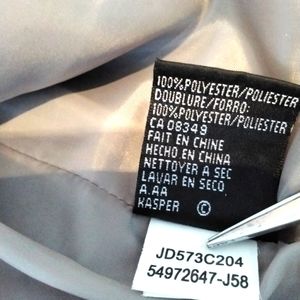 100%POLYESTER/POLIESTER
DOUBLURE/FORRO:
100%POLYESTER/POLIESTER
CA 08349
FAIT EN CHINE
HECHO EN CHINA
NETTOYER A SEC
LAVAR EN SECO
A.AA
KASPER ©
JD573C204
54972647-J58